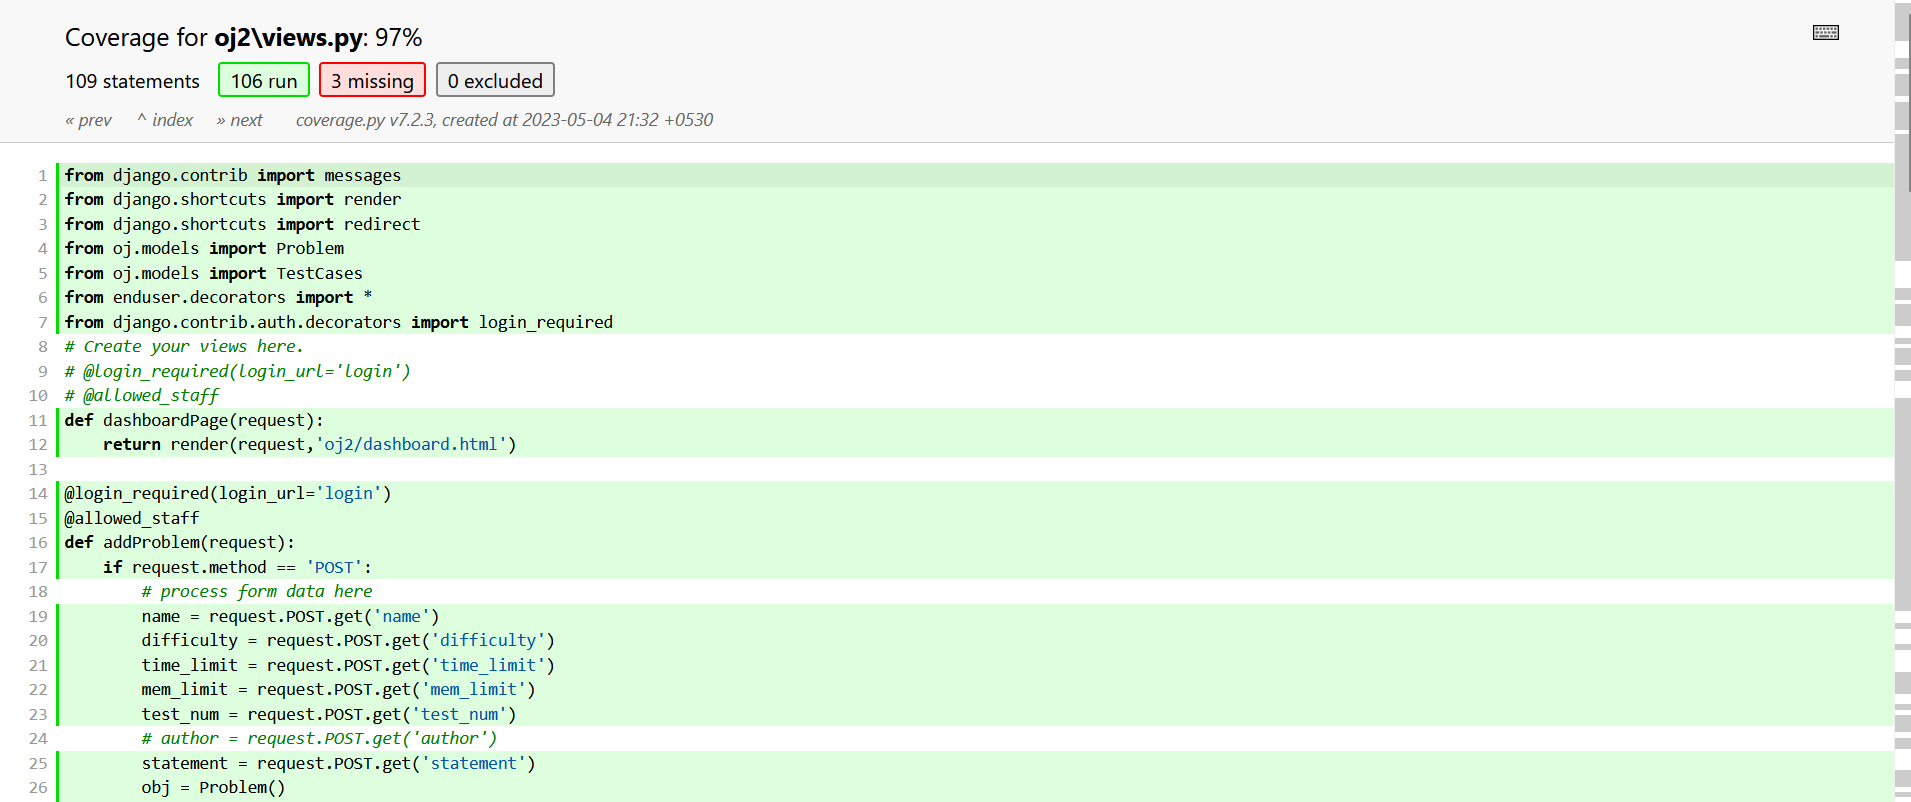 Coverage for oj2\views.py: 97%
109 statements 106 run 3 missing 0 excluded
« prev ^ index » next coverage.py v7.2.3, created at 2023-05-04 21:32 +0530
1 from django.contrib import messages
2 from django.shortcuts import render
3 from django.shortcuts import redirect
4 from oj.models import Problem
5 from oj.models import TestCases
6 from enduser.decorators import *
7 from django.contrib.auth.decorators import login_required
8 # Create your views here.
9 # @login_required(login_url='login')
10 # @allowed_staff
11 def dashboardPage(request):
12     return render(request,'oj2/dashboard.html')
13
14 @login_required(login_url='login')
15 @allowed_staff
16 def addProblem(request):
17     if request.method == 'POST':
18         # process form data here
19         name = request.POST.get('name')
20         difficulty = request.POST.get('difficulty')
21         time_limit = request.POST.get('time_limit')
22         mem_limit = request.POST.get('mem_limit')
23         test_num = request.POST.get('test_num')
24         # author = request.POST.get('author')
25         statement = request.POST.get('statement')
26         obj = Problem()